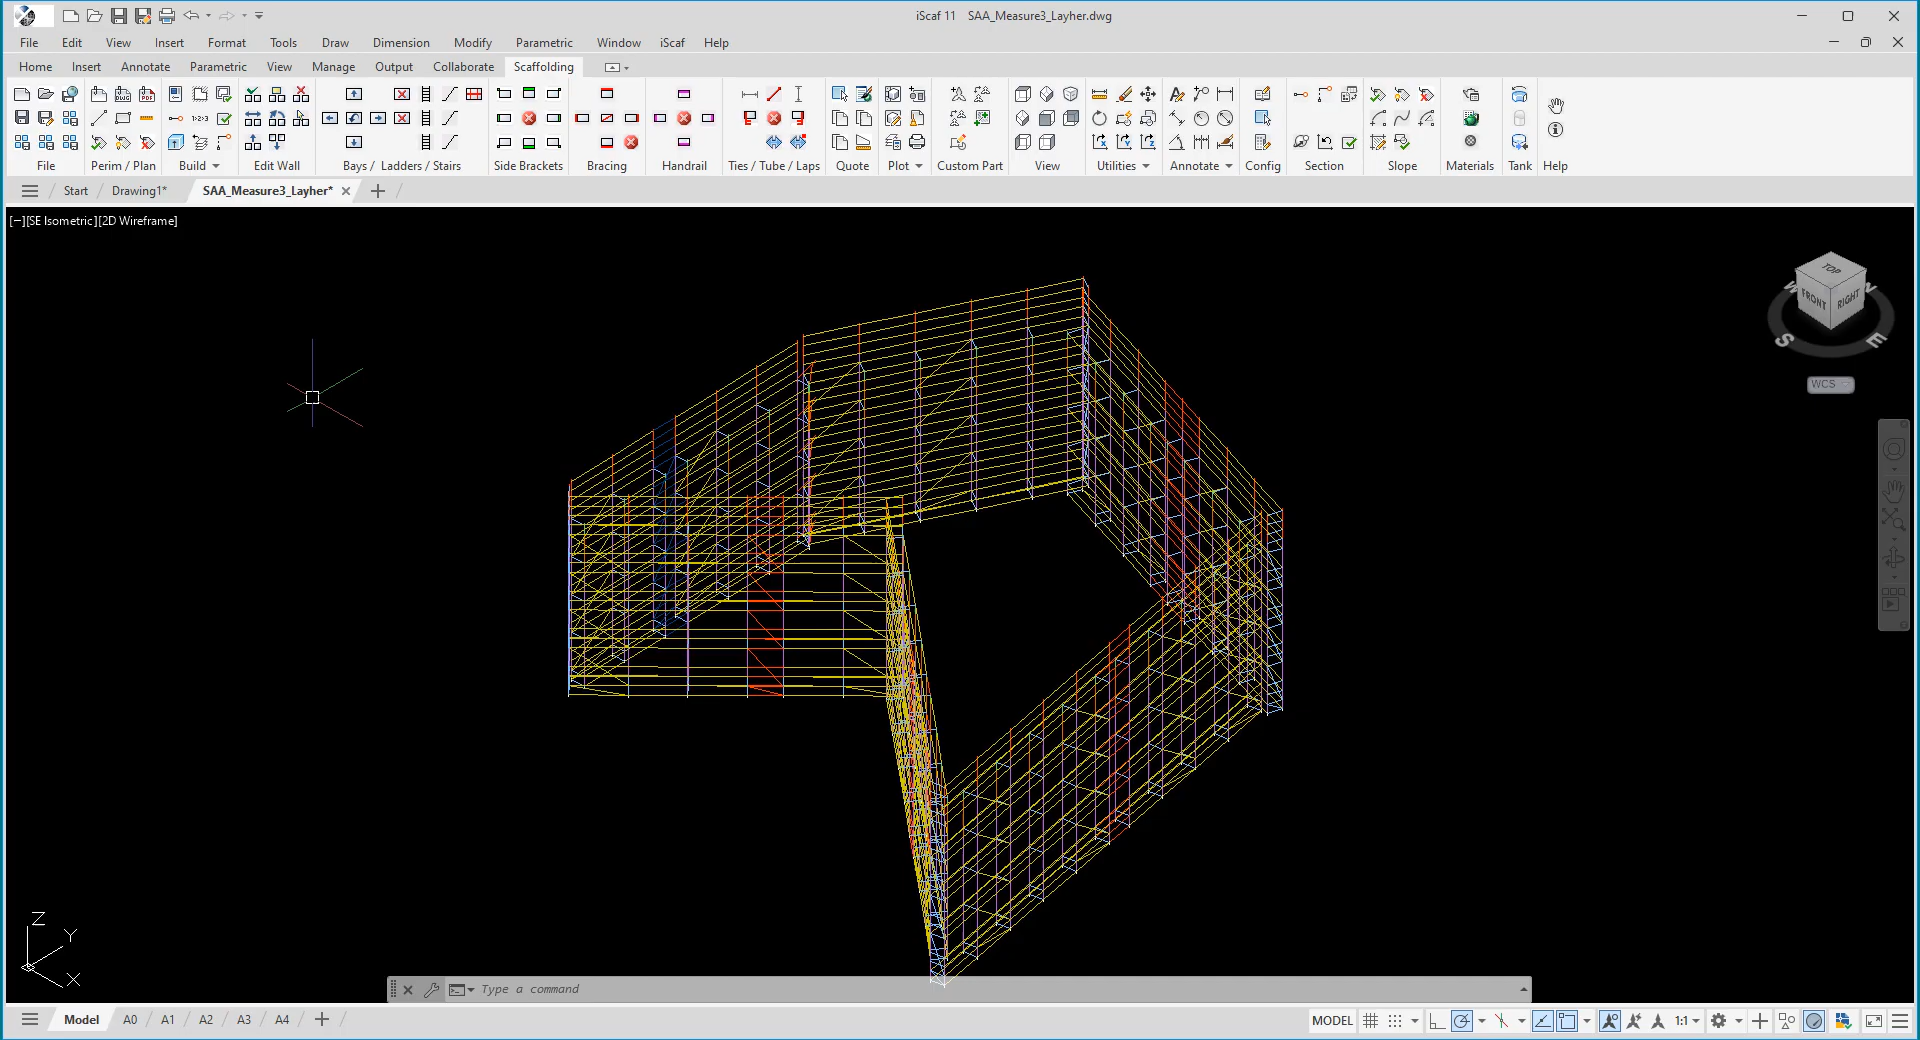 iScaf 11 SAA_Measure3_Layher.dwg
File Edit View Insert Format Tools Draw Dimension Modify Parametric Window iScaf Help
Home Insert Annotate Parametric View Manage Output Collaborate Scaffolding
File Perim / Plan Build Edit Wall Bays / Ladders / Stairs Side Brackets Bracing Handrail Ties / Tube / Laps Quote Plot Custom Part View Utilities Annotate Config Section Slope Materials Tank Help
Start Drawing1* SAA_Measure3_Layher*
[−][SE Isometric][2D Wireframe]
TOP
FRONT RIGHT
W N
S E
WCS
Z
Y
X
Type a command
Model A0 A1 A2 A3 A4
MODEL 1:1